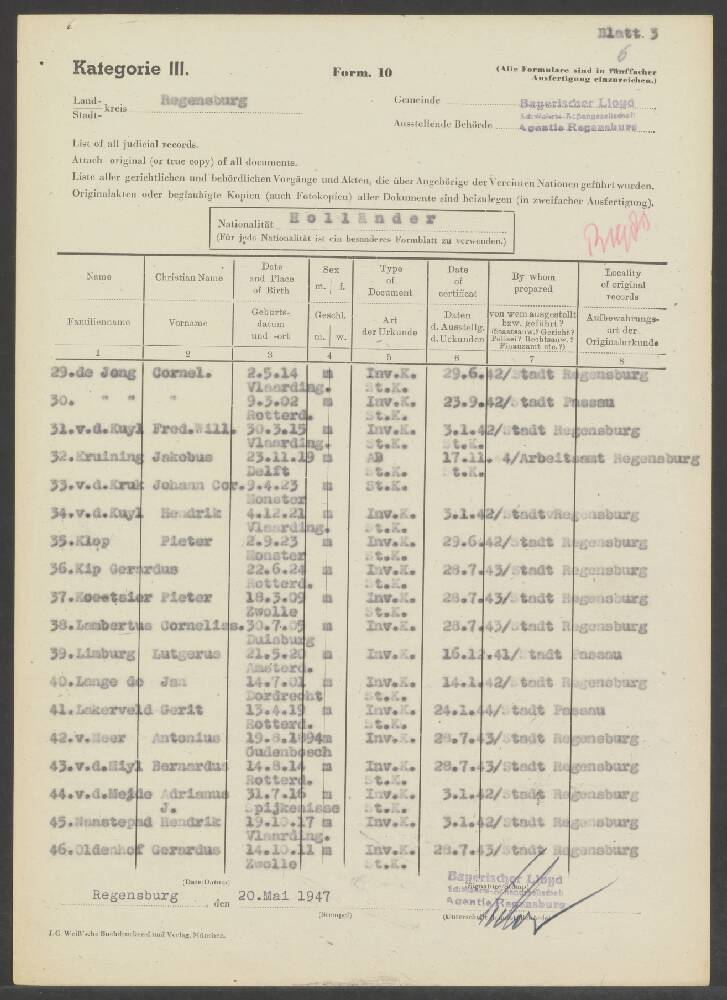 Blatt. 3
6
Kategorie III.
Form. 10
(Alle Formulare sind in fünffacher
Ausfertigung einzureichen.)
Land-
Stadt- kreis Regensburg
Gemeinde
Bayerischer Lloyd
Ausstellende Behörde Agentie Regensburg
List of all judicial records.
Attach original (or true copy) of all documents.
Liste aller gerichtlichen und behördlichen Vorgänge und Akten, die über Angehörige der Vereinten Nationen geführt wurden.
Originalakten oder beglaubigte Kopien (auch Fotokopien) aller Dokumente sind beizulegen (in zweifacher Ausfertigung).
Nationalität Holländer
(Für jede Nationalität ist ein besonderes Formblatt zu verwenden.)
Name Christian Name Date and Place of Birth Sex m. f. Type of Document Date of certificat By whom prepared Locality of original records
Familienname Vorname Geburts-datum und -ort Geschl. m. w. Art der Urkunde Daten d. Ausstellg. d. Urkunden von wem ausgestellt bzw. geführt? (Staatsanw.? Gericht? Polizei? Rechtsanw.? Finanzamt etc.?) Aufbewahrungs-ort der Originalurkunde
1 2 3 4 5 6 7 8
29.de Jong Cornel. 2.5.14 m Inv.K. 29.6.42/Stadt Regensburg
Vlaarding. St.K.
30. " " " 9.3.02 m Inv.K. 23.9.42/Stadt Passau
Rotterd. St.K.
31.v.d.Kuyl Fred.Will. 30.3.15 m Inv.K. 3.1.42/Stadt Regensburg
Vlaarding. St.K. St.K.
32.Kruining Jakobus 23.11.19 m AB 17.11. 4/Arbeitsamt Regensburg
Delft St.K. St.K.
33.v.d.Kruk Johann Cor. 9.4.23 m St.K.
Monster
34.v.d.Kuyl Hendrik 4.12.21 m Inv.K. 3.1.42/Stadt Regensburg
Vlaarding. St.K.
35.Klop Pieter 2.9.23 m Inv.K. 29.6.42/Stadt Regensburg
Monster St.K.
36.Kip Gerardus 22.6.24 m Inv.K. 28.7.43/Stadt Regensburg
Rotterd. St.K.
37.Koeetsier Pieter 18.3.09 m Inv.K. 28.7.43/Stadt Regensburg
Zwolle St.K.
38.Lambertus Corneliss. 30.7.05 m Inv.K. 28.7.43/Stadt Regensburg
Duisburg
39.Limburg Lutgerus 21.5.20 m Inv.K. 16.12.41/Stadt Passau
Amsterd.
40.Lange de Jan 14.7.01 m Inv.K. 14.1.42/Stadt Regensburg
Dordrecht St.K.
41.Lakerveld Gerit 13.4.19 m Inv.K. 24.1.44/Stadt Passau
Rotterd. St.K.
42.v.Meer Antonius 19.8.1894m Inv.K. 28.7.43/Stadt Regensburg
Oudenbosch St.K.
43.v.d.Miyl Bernardus 14.8.14 m Inv.K. 28.7.43/Stadt Regensburg
Rotterd. St.K.
44.v.d.Meide Adrianus 31.7.16 m Inv.K. 3.1.42/Stadt Regensburg
J. Spijkenisse St.K.
45.Nanstepad Hendrik 19.10.17 m Inv.K. 3.1.42/Stadt Regensburg
Vlaarding. St.K.
46.Oldenhof Gerardus 14.10.11 m Inv.K. 28.7.43/Stadt Regensburg
Zwolle St.K.
(Date/Datum)
Regensburg, den 20.Mai 1947
Bayerischer Lloyd
Agentie Regensburg
(Stempel)
J.G. Weiß'sche Buchdruckerei und Verlag, München.